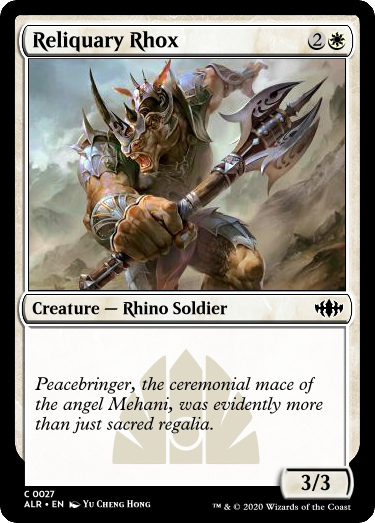 Reliquary Rhox 2
Creature — Rhino Soldier
Peacebringer, the ceremonial mace of
the angel Mehani, was evidently more
than just sacred regalia.
3/3
C 0027
ALR • EN Yu Cheng Hong
™ & © 2020 Wizards of the Coast